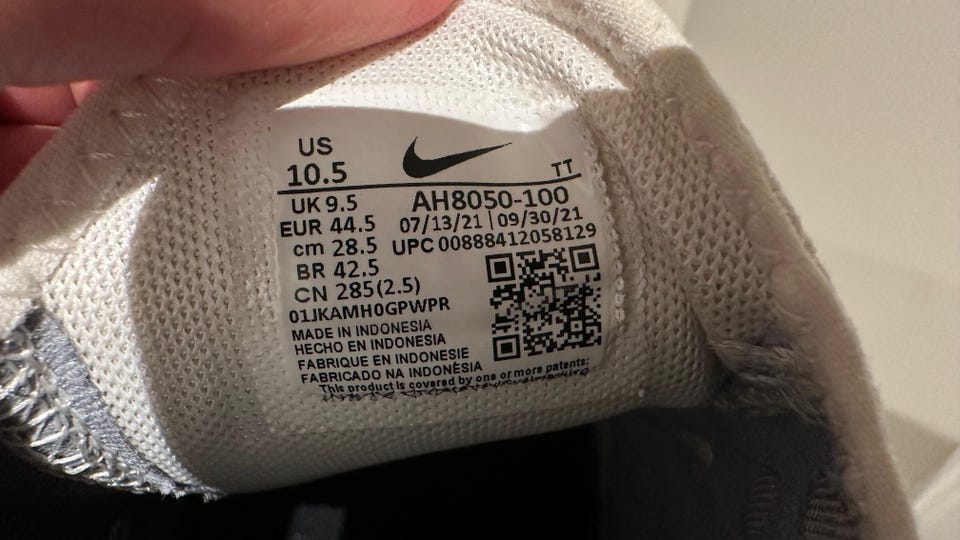 US
10.5
TT
UK 9.5
AH8050-100
EUR 44.5
07/13/21 | 09/30/21
cm 28.5
UPC 00888412058129
BR 42.5
CN 285(2.5)
01JKAMH0GPWPR
MADE IN INDONESIA
HECHO EN INDONESIA
FABRIQUE EN INDONESIE
FABRICADO NA INDONÈSIA
This product is covered by one or more patents: